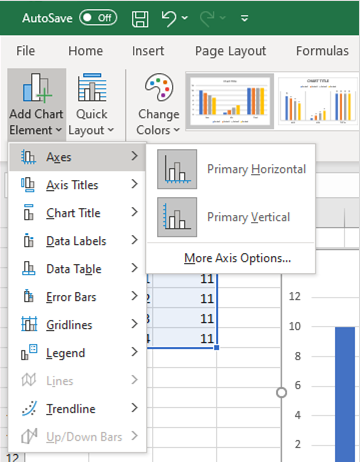 AutoSave Off
File Home Insert Page Layout Formulas
Add Chart Element
Quick Layout
Change Colors
CHART TITLE
Axes
Axis Titles
Chart Title
Data Labels
Data Table
Error Bars
Gridlines
Legend
Lines
Trendline
Up/Down Bars
Primary Horizontal
Primary Vertical
More Axis Options...
1 11
2 11
3 11
4 11
12
10
8
6
4
2
12